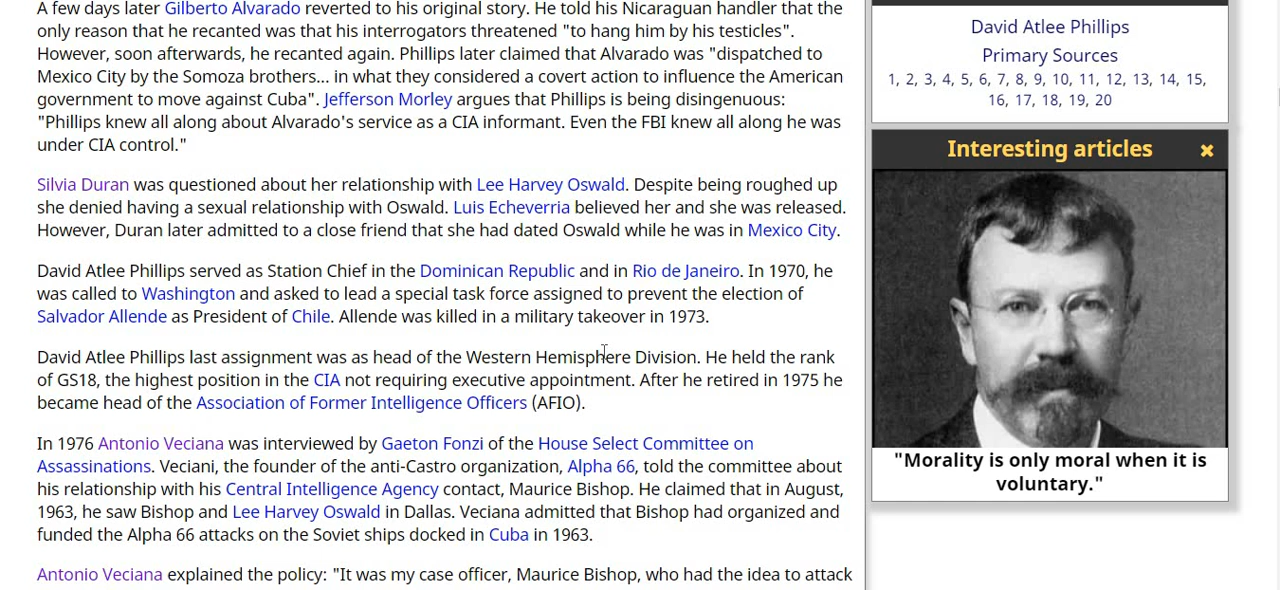 A few days later Gilberto Alvarado reverted to his original story. He told his Nicaraguan handler that the
only reason that he recanted was that his interrogators threatened "to hang him by his testicles".
However, soon afterwards, he recanted again. Phillips later claimed that Alvarado was "dispatched to
Mexico City by the Somoza brothers... in what they considered a covert action to influence the American
government to move against Cuba". Jefferson Morley argues that Phillips is being disingenuous:
"Phillips knew all along about Alvarado's service as a CIA informant. Even the FBI knew all along he was
under CIA control."
Silvia Duran was questioned about her relationship with Lee Harvey Oswald. Despite being roughed up
she denied having a sexual relationship with Oswald. Luis Echeverria believed her and she was released.
However, Duran later admitted to a close friend that she had dated Oswald while he was in Mexico City.
David Atlee Phillips served as Station Chief in the Dominican Republic and in Rio de Janeiro. In 1970, he
was called to Washington and asked to lead a special task force assigned to prevent the election of
Salvador Allende as President of Chile. Allende was killed in a military takeover in 1973.
David Atlee Phillips last assignment was as head of the Western Hemisphere Division. He held the rank
of GS18, the highest position in the CIA not requiring executive appointment. After he retired in 1975 he
became head of the Association of Former Intelligence Officers (AFIO).
In 1976 Antonio Veciana was interviewed by Gaeton Fonzi of the House Select Committee on
Assassinations. Veciani, the founder of the anti-Castro organization, Alpha 66, told the committee about
his relationship with his Central Intelligence Agency contact, Maurice Bishop. He claimed that in August,
1963, he saw Bishop and Lee Harvey Oswald in Dallas. Veciana admitted that Bishop had organized and
funded the Alpha 66 attacks on the Soviet ships docked in Cuba in 1963.
Antonio Veciana explained the policy: "It was my case officer, Maurice Bishop, who had the idea to attack
David Atlee Phillips
Primary Sources
1, 2, 3, 4, 5, 6, 7, 8, 9, 10, 11, 12, 13, 14, 15,
16, 17, 18, 19, 20
Interesting articles
"Morality is only moral when it is
voluntary."